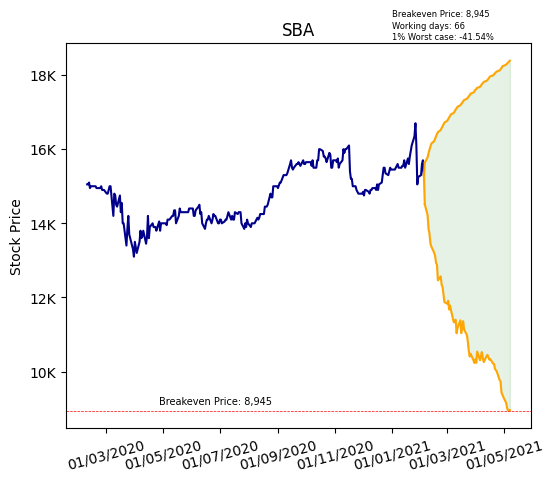 Breakeven Price: 8,945
Working days: 66
1% Worst case: -41.54%
SBA
Stock Price
18K
16K
14K
12K
10K
Breakeven Price: 8,945
01/03/2020
01/05/2020
01/07/2020
01/09/2020
01/11/2020
01/01/2021
01/03/2021
01/05/2021